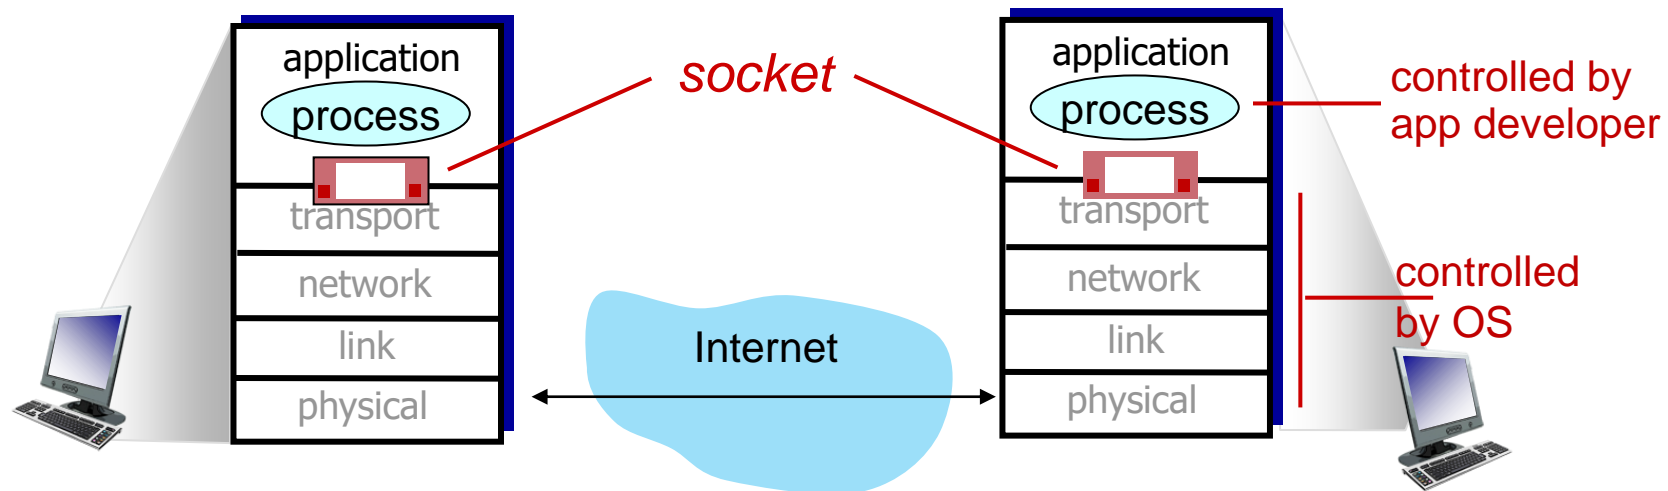 application
process
transport
network
link
physical
socket
Internet
application
process
transport
network
link
physical
controlled by
app developer
controlled
by OS